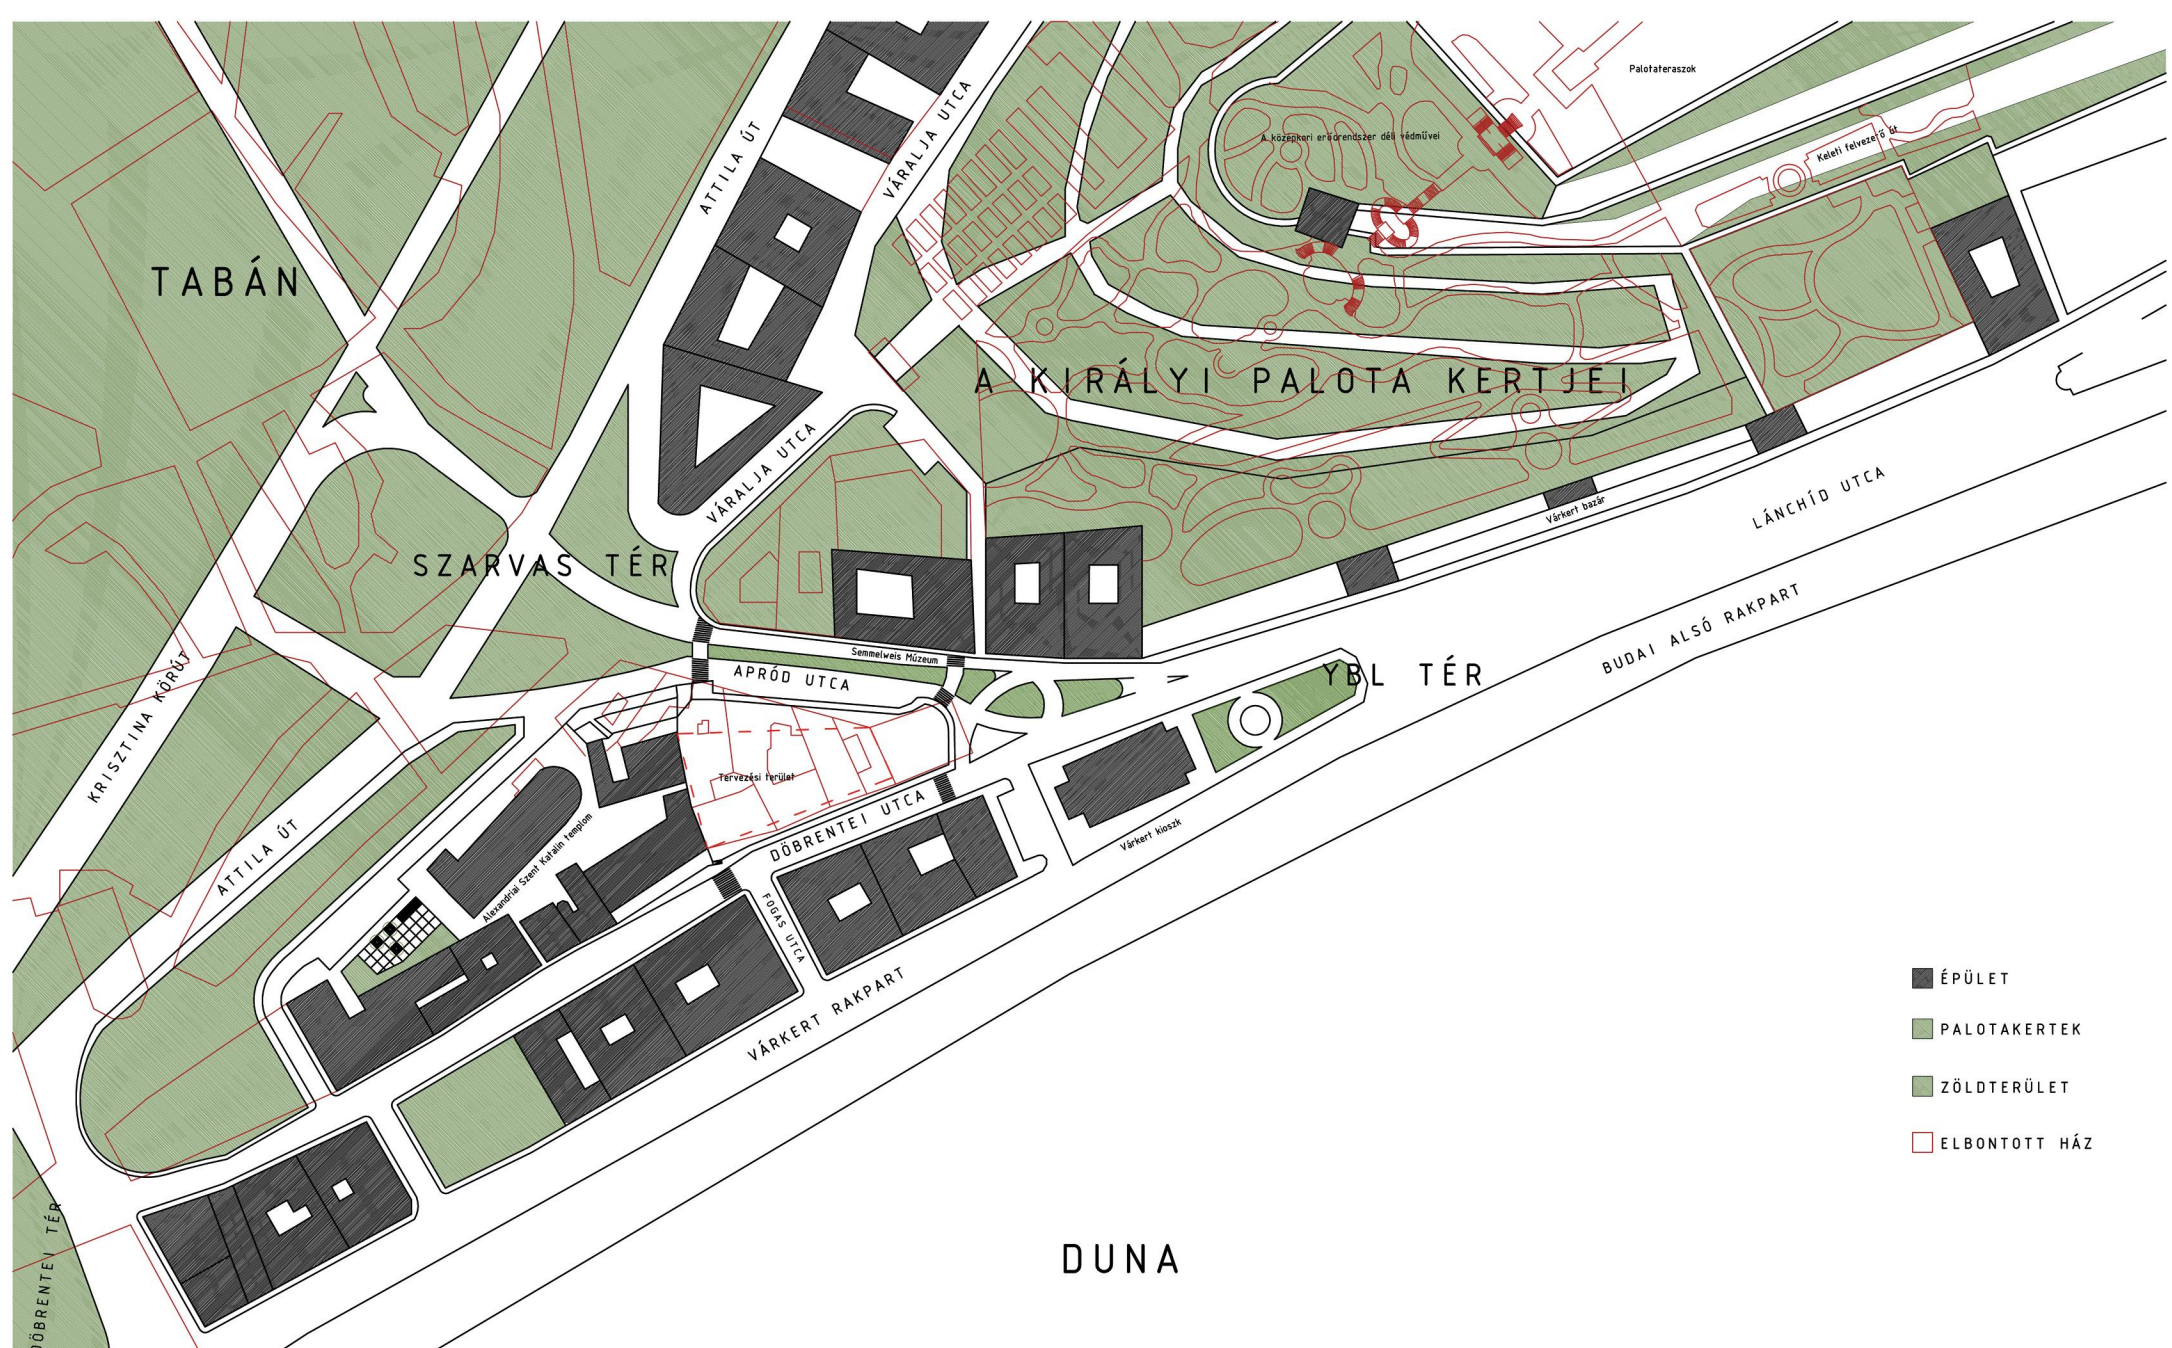 Palotateraszok
A középkori erődrendszer déli védművei
Keleti felvezető út
ATTILA ÚT
VÁRALJA UTCA
TABÁN
A KIRÁLYI PALOTA KERTJEI
VÁRALJA UTCA
Várkert bazár
LÁNCHÍD UTCA
SZARVAS TÉR
Semmelweis Múzeum
APRÓD UTCA
YBL TÉR
BUDAI ALSÓ RAKPART
KRISZTINA KÖRÚT
Tervezési terület
ATTILA ÚT
Alexandriai Szent Katalin templom
DÖBRENTEI UTCA
Várkert kioszk
FOGAS UTCA
VÁRKERT RAKPART
ÉPÜLET
PALOTAKERTEK
ZÖLDTERÜLET
ELBONTOTT HÁZ
DÖBRENTEI TÉR
DUNA